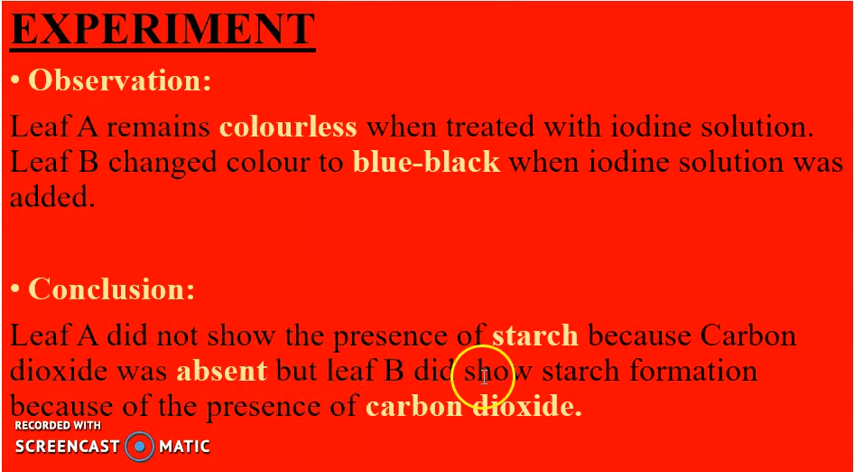 EXPERIMENT
• Observation:
Leaf A remains colourless when treated with iodine solution.
Leaf B changed colour to blue-black when iodine solution was
added.
• Conclusion:
Leaf A did not show the presence of starch because Carbon
dioxide was absent but leaf B did show starch formation
because of the presence of carbon dioxide.
RECORDED WITH
SCREENCAST MATIC